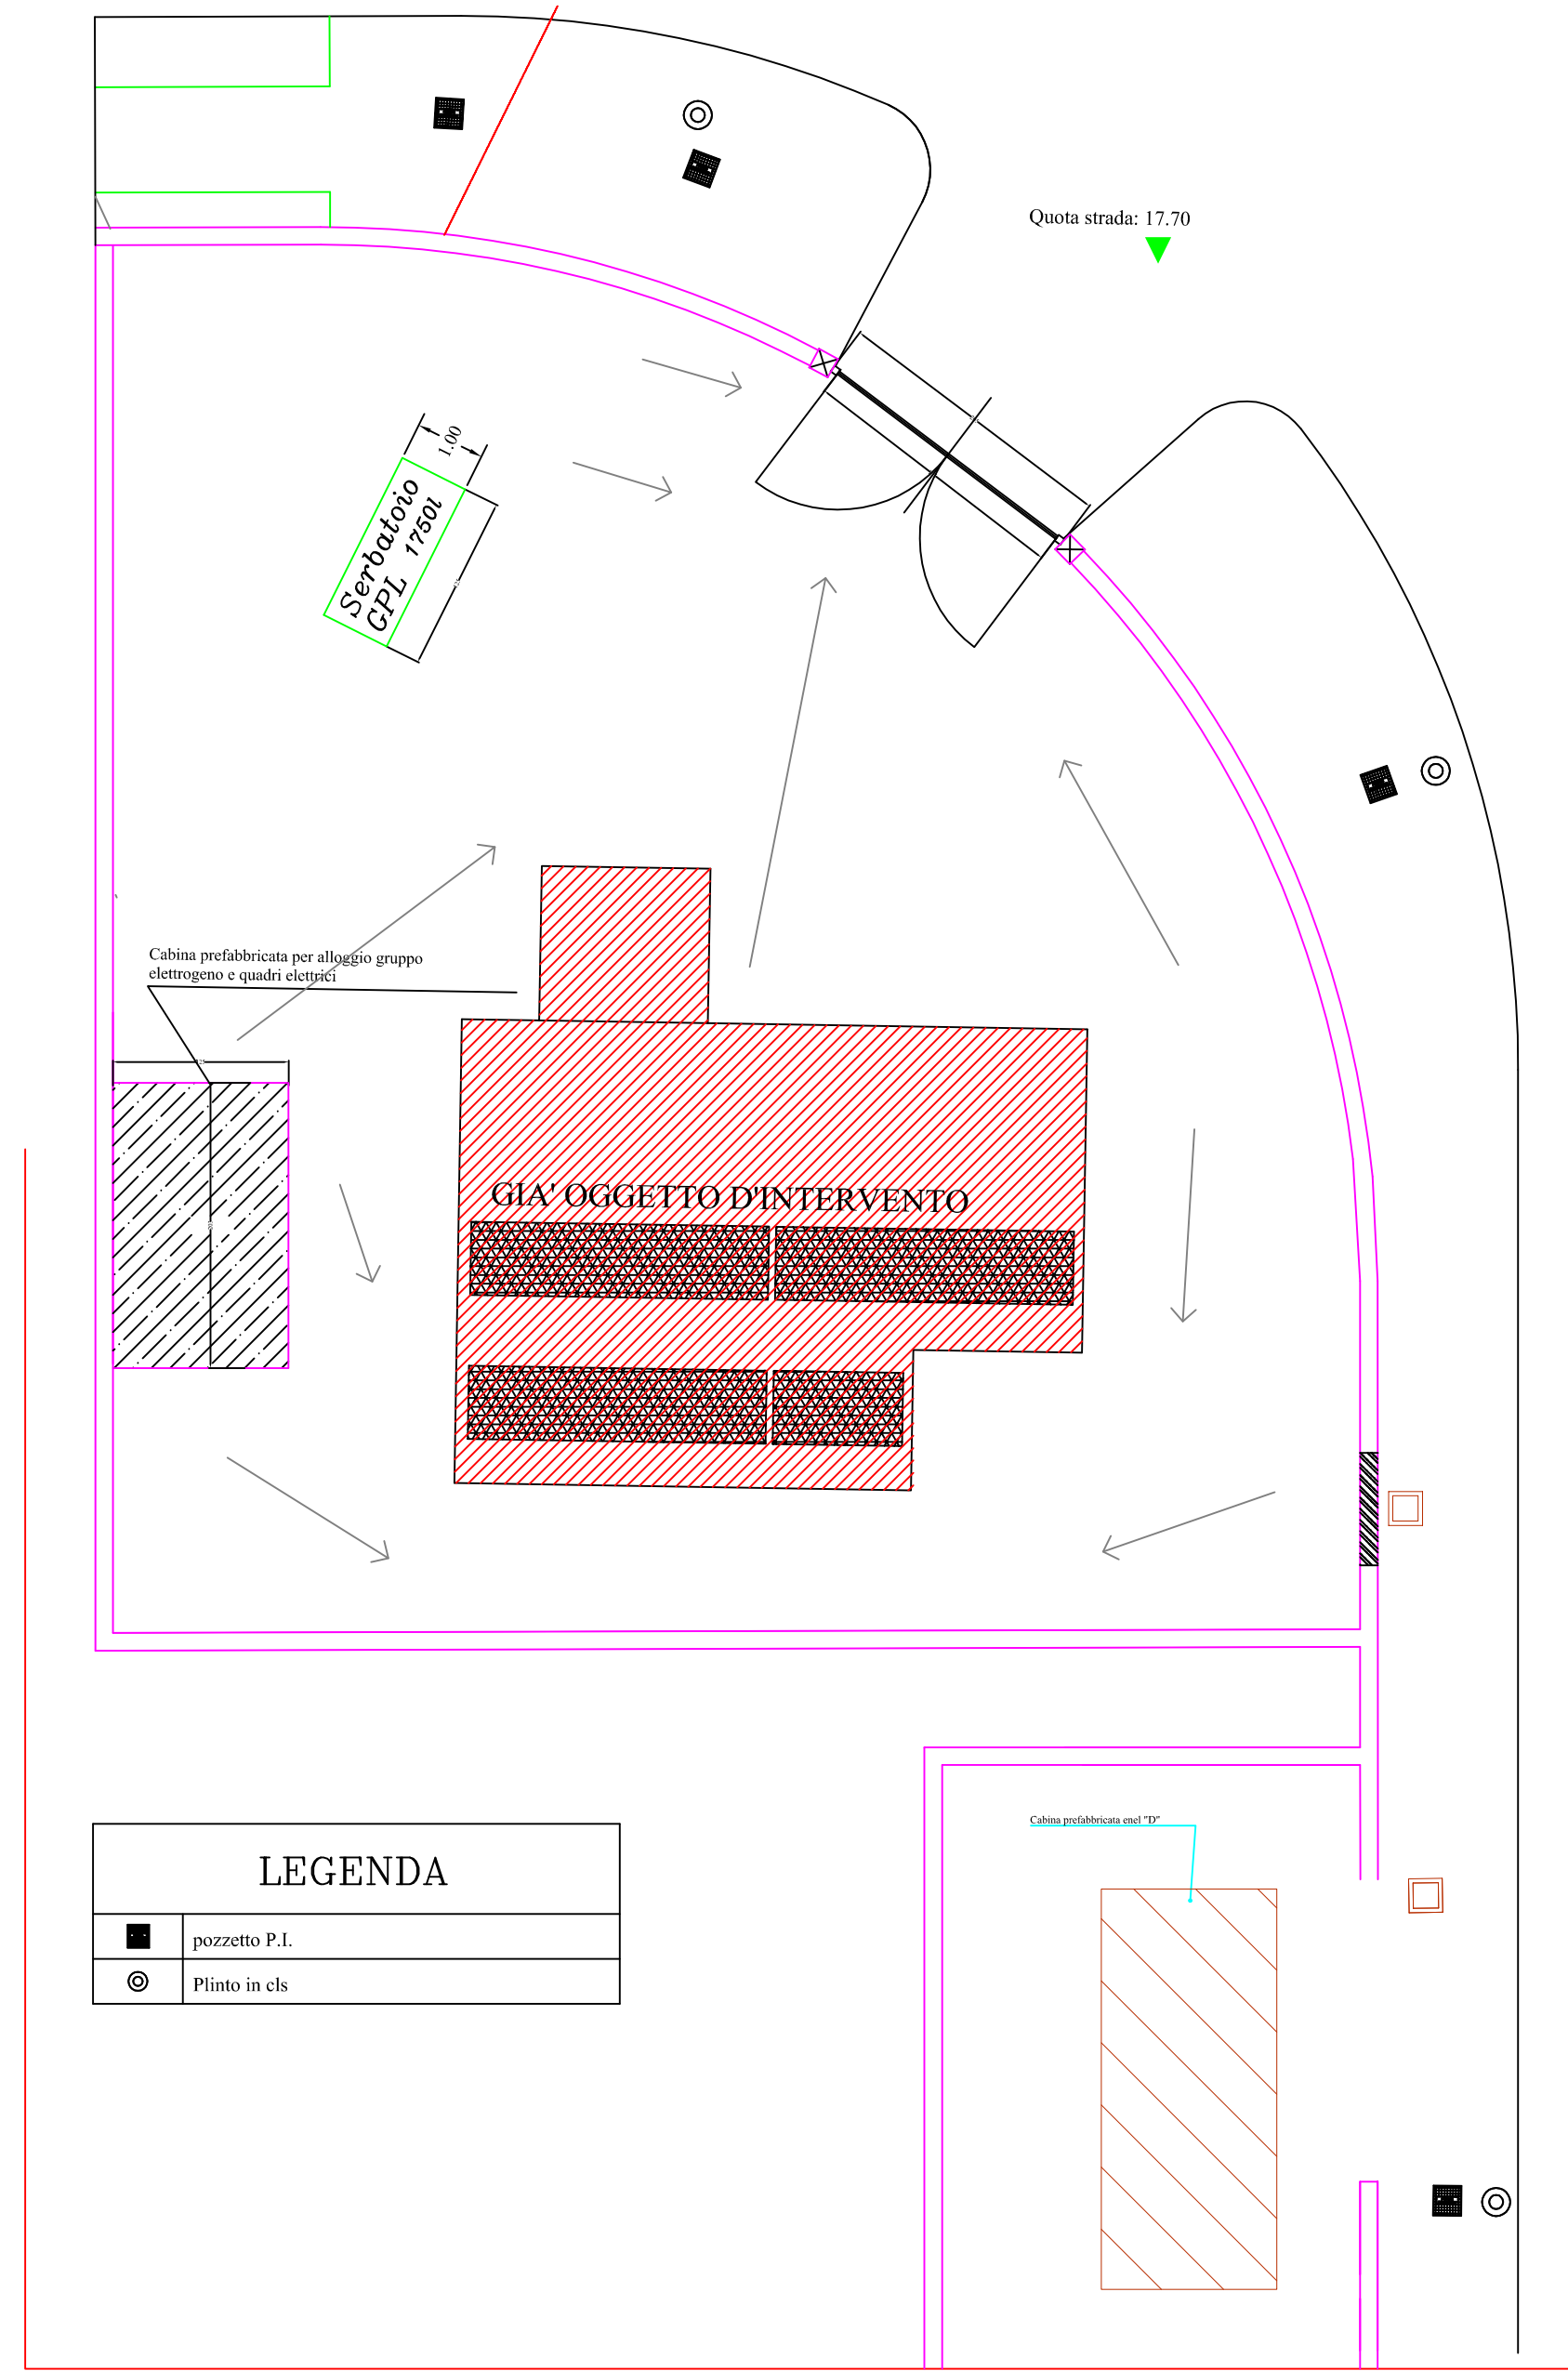 Quota strada: 17.70
1.00
Serbatoio
GPL 1750l
Cabina prefabbricata per alloggio gruppo
elettrogeno e quadri elettrici
GIA' OGGETTO D'INTERVENTO
Cabina prefabbricata enel "D"
LEGENDA
pozzetto P.I.
Plinto in cls